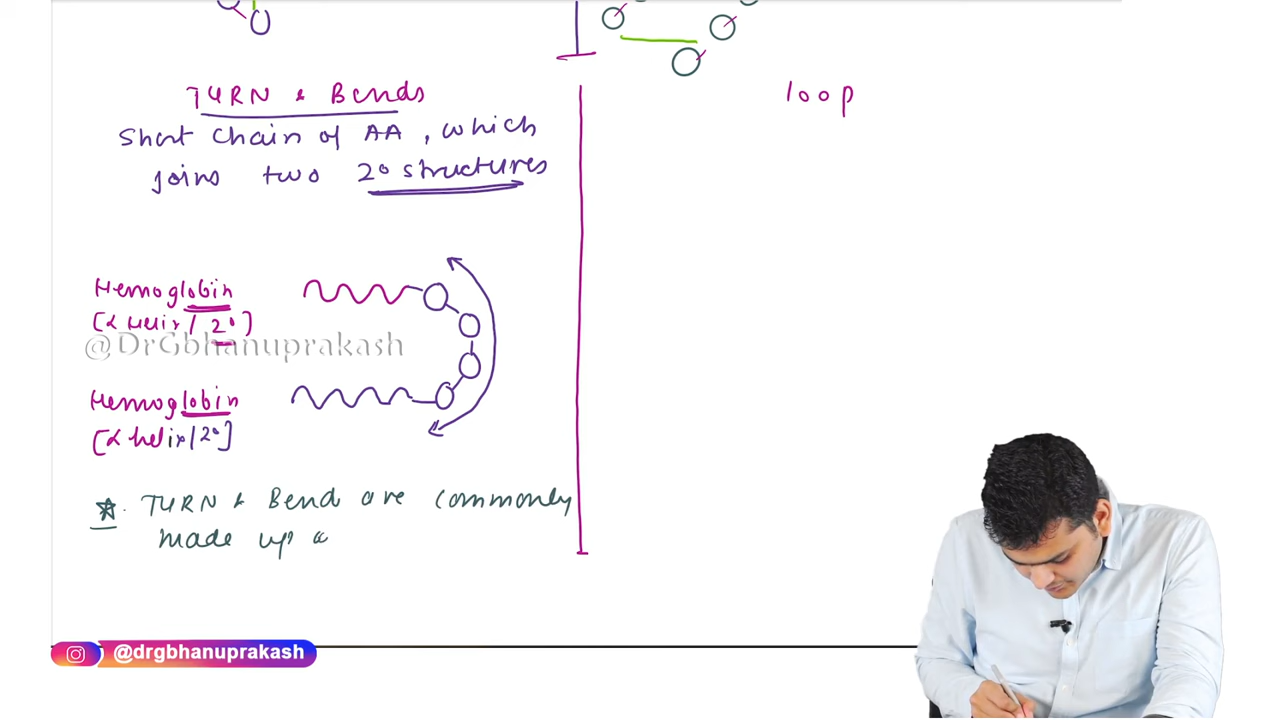 TURN & Bends
Short Chain of AA, which
joins two 2° structures
Hemoglobin
[α Helix / 2°]
@DrGbhanuprakash
Hemoglobin
[α helix / 2°]
*. TURN & Bend are commonly
made up o
loop
@drgbhanuprakash